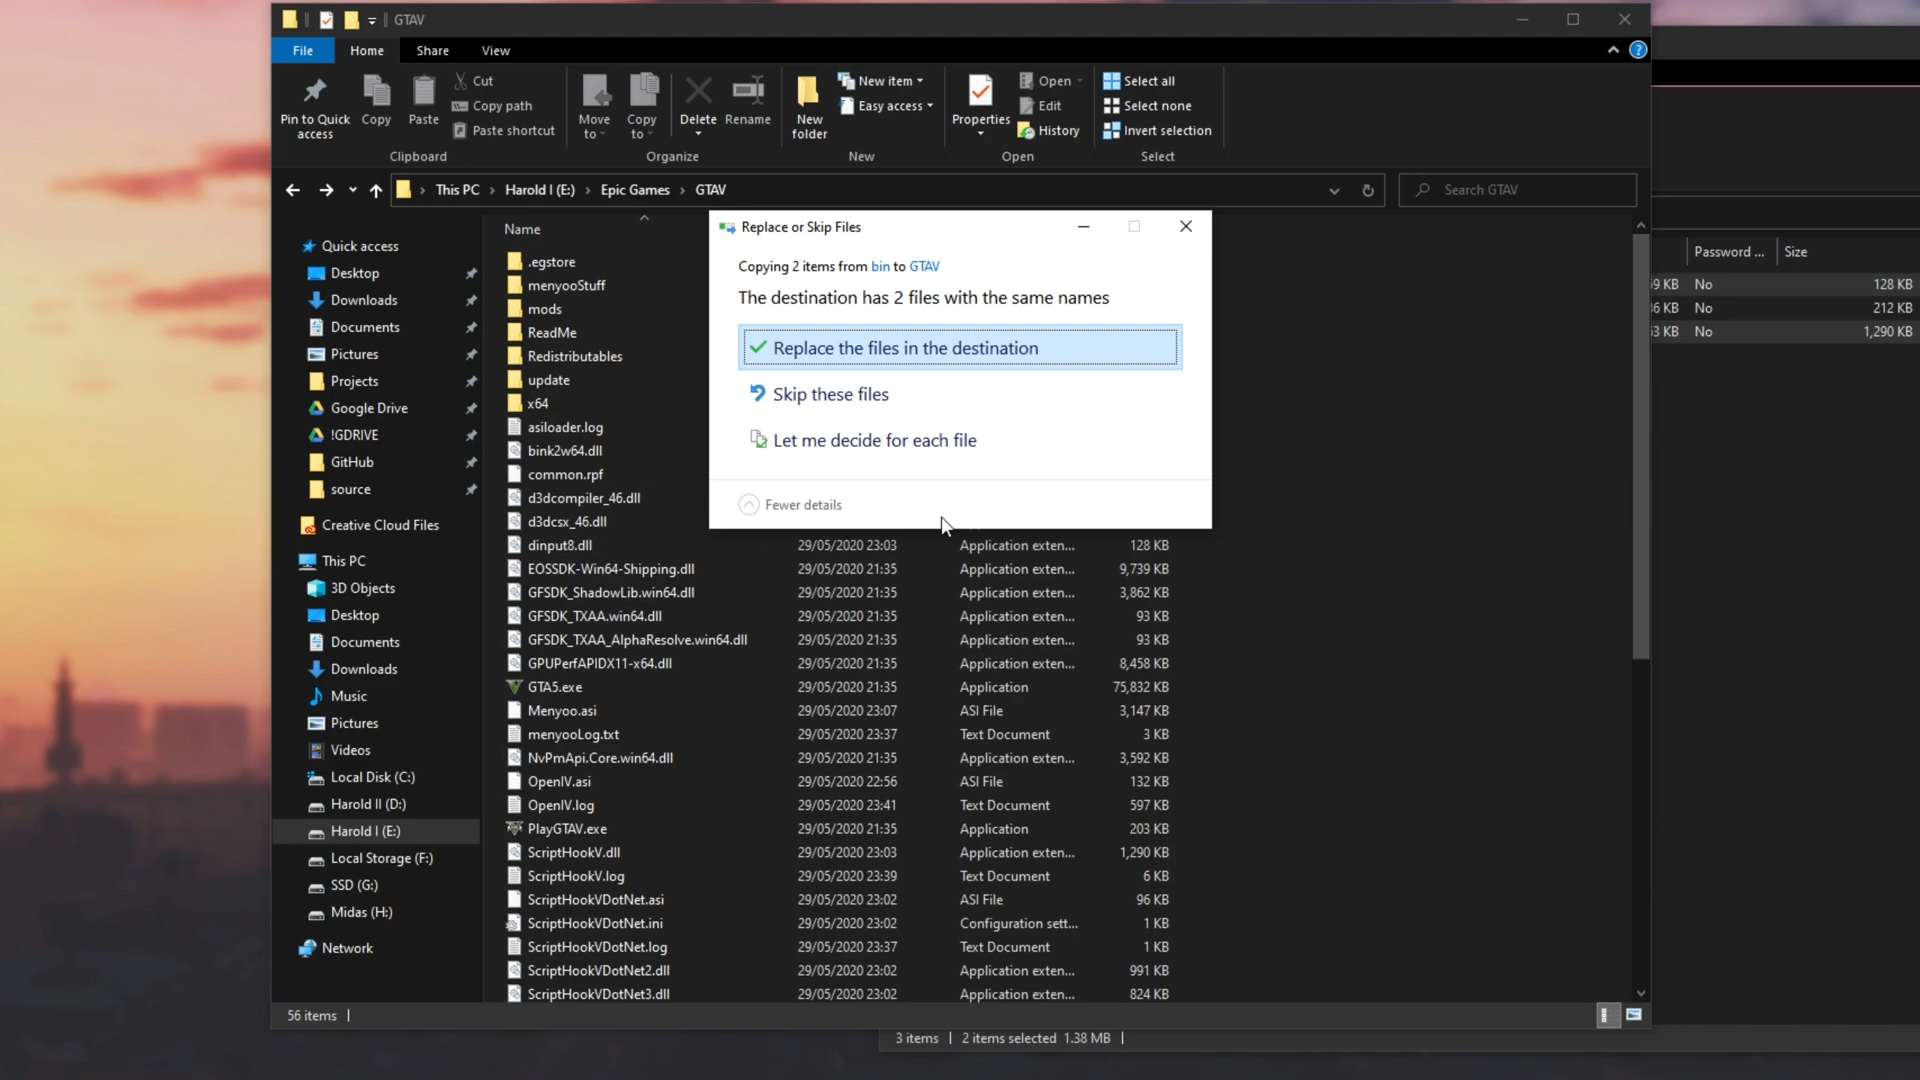 GTAV
File
Home
Share
View
Pin to Quick access
Copy
Paste
Cut
Copy path
Paste shortcut
Clipboard
Move to
Copy to
Delete
Rename
Organize
New folder
New item
Easy access
New
Properties
Open
Edit
History
Open
Select all
Select none
Invert selection
Select
This PC > Harold I (E:) > Epic Games > GTAV
Search GTAV
Quick access
Desktop
Downloads
Documents
Pictures
Projects
Google Drive
!GDRIVE
GitHub
source
Creative Cloud Files
This PC
3D Objects
Desktop
Documents
Downloads
Music
Pictures
Videos
Local Disk (C:)
Harold II (D:)
Harold I (E:)
Local Storage (F:)
SSD (G:)
Midas (H:)
Network
Name
.egstore
menyooStuff
mods
ReadMe
Redistributables
update
x64
asiloader.log
bink2w64.dll
common.rpf
d3dcompiler_46.dll
d3dcsx_46.dll
dinput8.dll 29/05/2020 23:03 Application exten... 128 KB
EOSSDK-Win64-Shipping.dll 29/05/2020 21:35 Application exten... 9,739 KB
GFSDK_ShadowLib.win64.dll 29/05/2020 21:35 Application exten... 3,862 KB
GFSDK_TXAA.win64.dll 29/05/2020 21:35 Application exten... 93 KB
GFSDK_TXAA_AlphaResolve.win64.dll 29/05/2020 21:35 Application exten... 93 KB
GPUPerfAPIDX11-x64.dll 29/05/2020 21:35 Application exten... 8,458 KB
GTA5.exe 29/05/2020 21:35 Application 75,832 KB
Menyoo.asi 29/05/2020 23:07 ASI File 3,147 KB
menyooLog.txt 29/05/2020 23:37 Text Document 3 KB
NvPmApi.Core.win64.dll 29/05/2020 21:35 Application exten... 3,592 KB
OpenIV.asi 29/05/2020 22:56 ASI File 132 KB
OpenIV.log 29/05/2020 23:41 Text Document 597 KB
PlayGTAV.exe 29/05/2020 21:35 Application 203 KB
ScriptHookV.dll 29/05/2020 23:03 Application exten... 1,290 KB
ScriptHookV.log 29/05/2020 23:39 Text Document 6 KB
ScriptHookVDotNet.asi 29/05/2020 23:02 ASI File 96 KB
ScriptHookVDotNet.ini 29/05/2020 23:02 Configuration sett... 1 KB
ScriptHookVDotNet.log 29/05/2020 23:37 Text Document 1 KB
ScriptHookVDotNet2.dll 29/05/2020 23:02 Application exten... 991 KB
ScriptHookVDotNet3.dll 29/05/2020 23:02 Application exten... 824 KB
56 items
Replace or Skip Files
Copying 2 items from bin to GTAV
The destination has 2 files with the same names
Replace the files in the destination
Skip these files
Let me decide for each file
Fewer details
Password ... Size
KB No 128 KB
KB No 212 KB
KB No 1,290 KB
3 items 2 items selected 1.38 MB